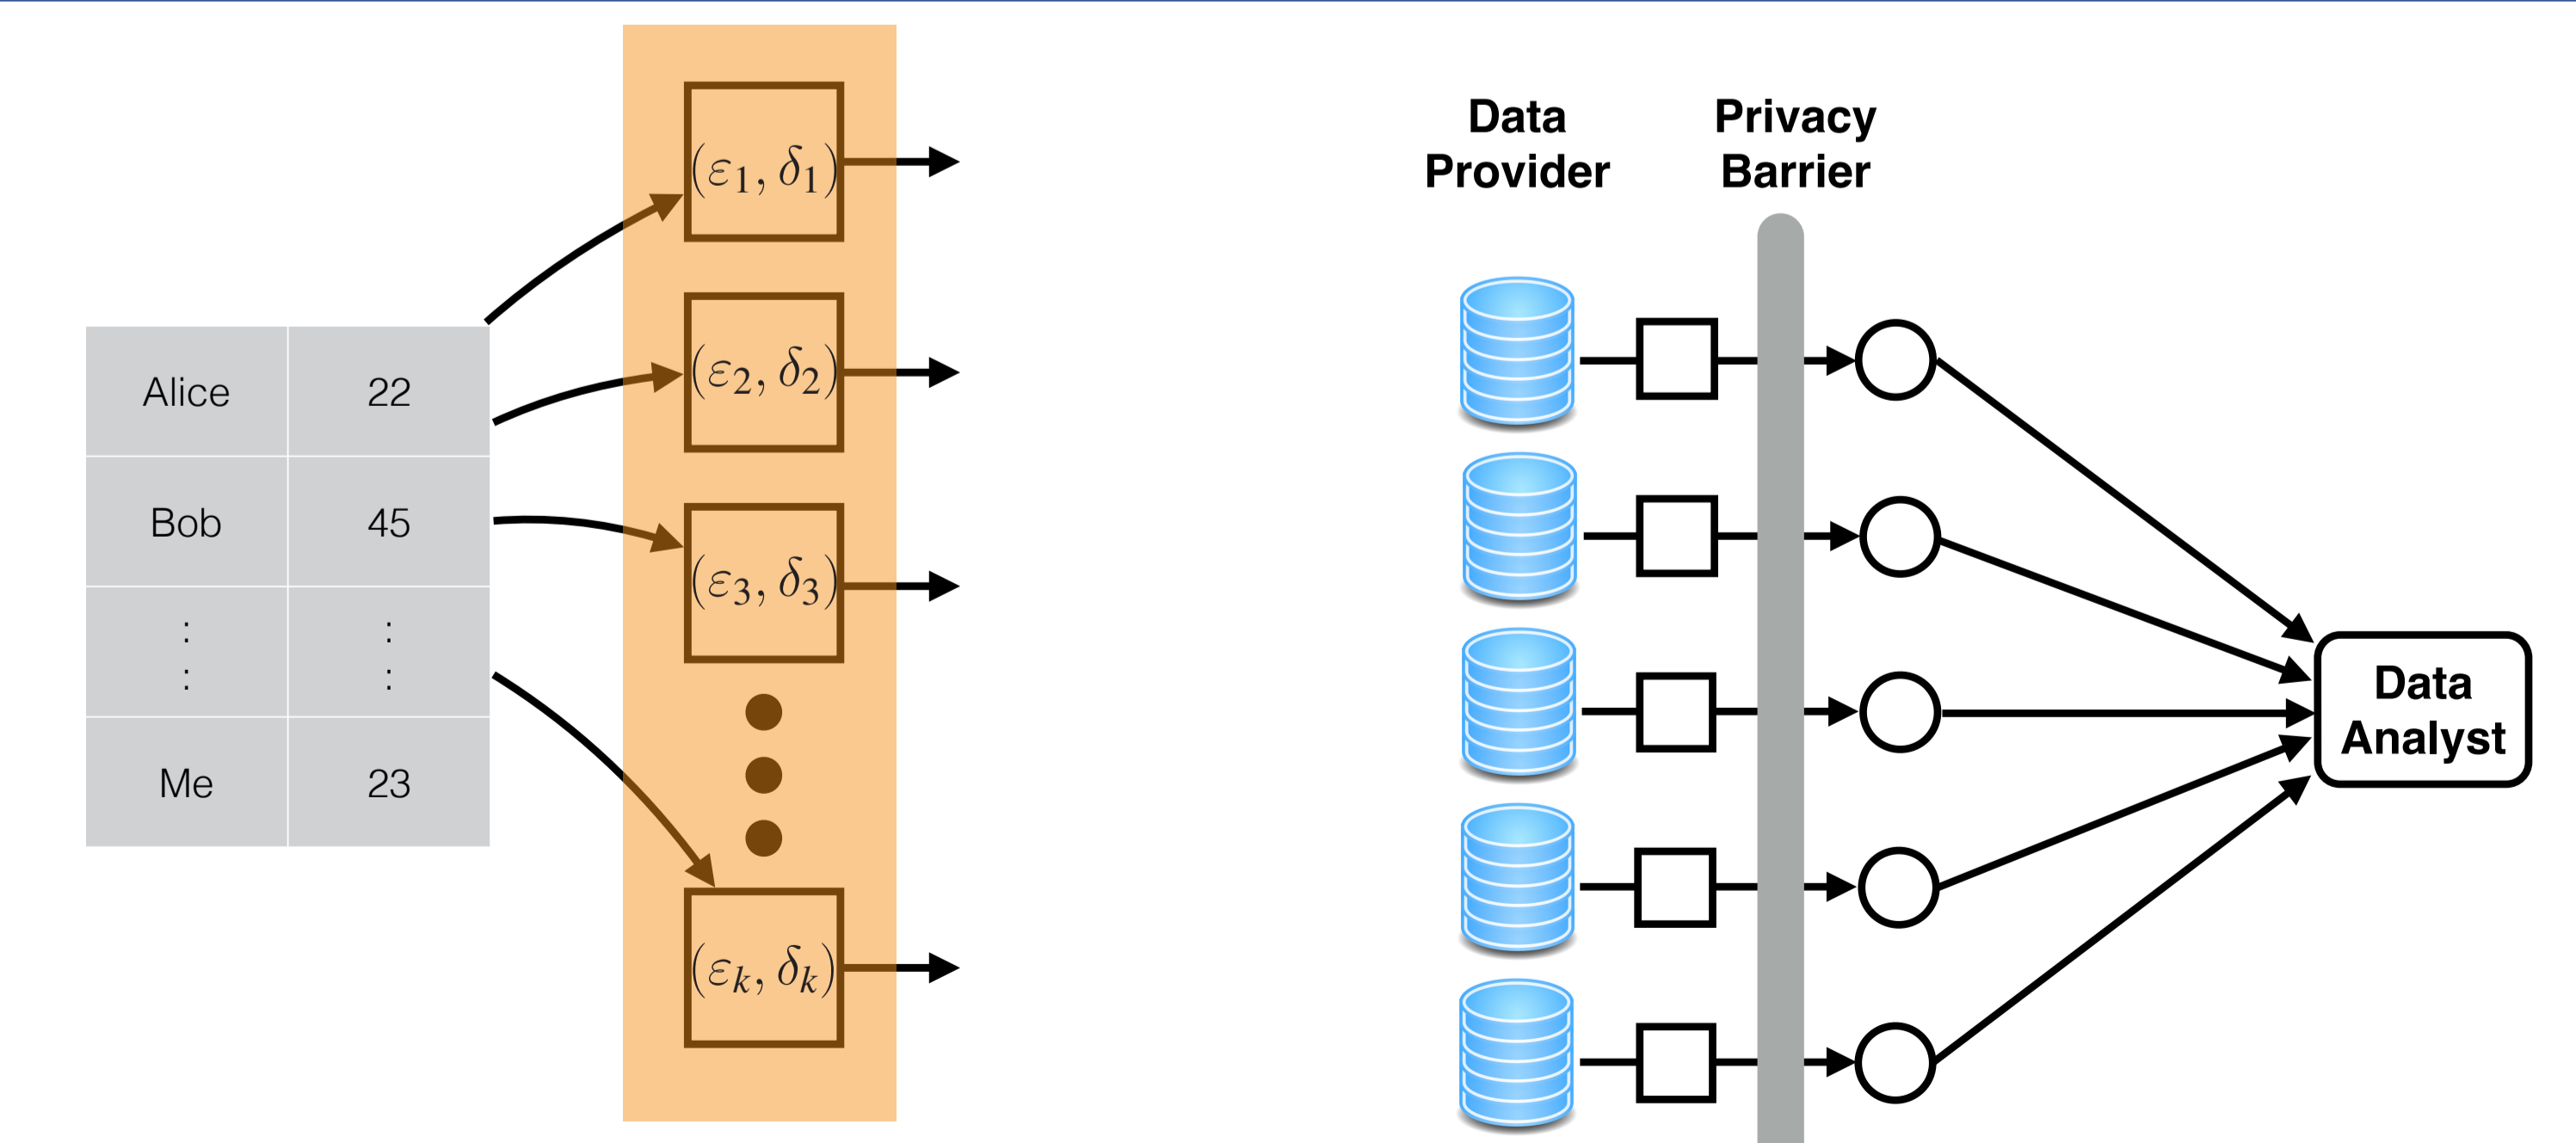 (ε₁, δ₁)
(ε₂, δ₂)
(ε₃, δ₃)
(εₖ, δₖ)
Alice 22
Bob 45
: :
: :
Me 23
Data Privacy
Provider Barrier
Data
Analyst